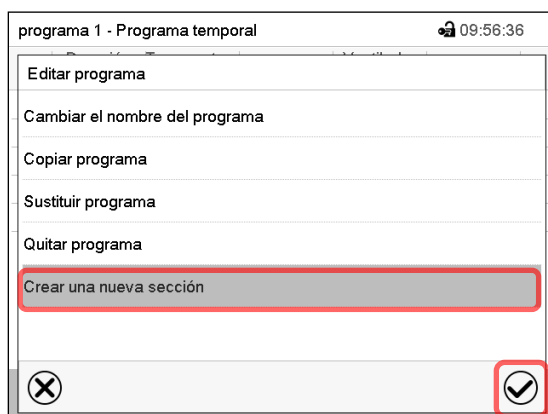 programa 1 - Programa temporal 09:56:36
Editar programa
Cambiar el nombre del programa
Copiar programa
Sustituir programa
Quitar programa
Crear una nueva sección